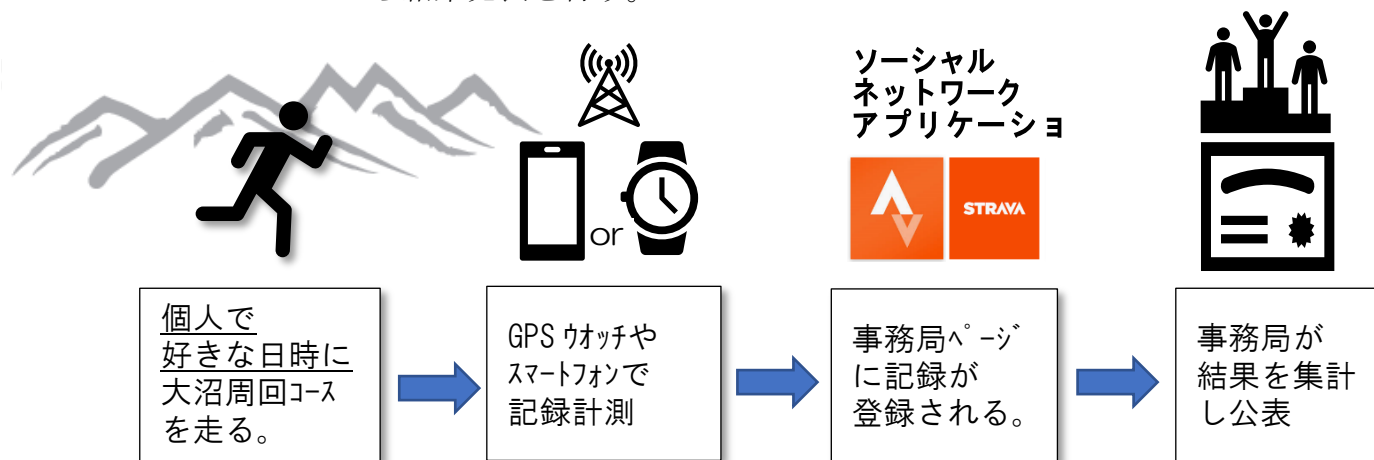 ソーシャル
ネットワーク
アプリケーショ
or
STRAVA
個人で
好きな日時に
大沼周回ｺｰｽ
を走る。
GPS ｳｵｯﾁや
ｽﾏｰﾄﾌｫﾝで
記録計測
事務局ﾍﾟｰｼﾞ
に記録が
登録される。
事務局が
結果を集計
し公表